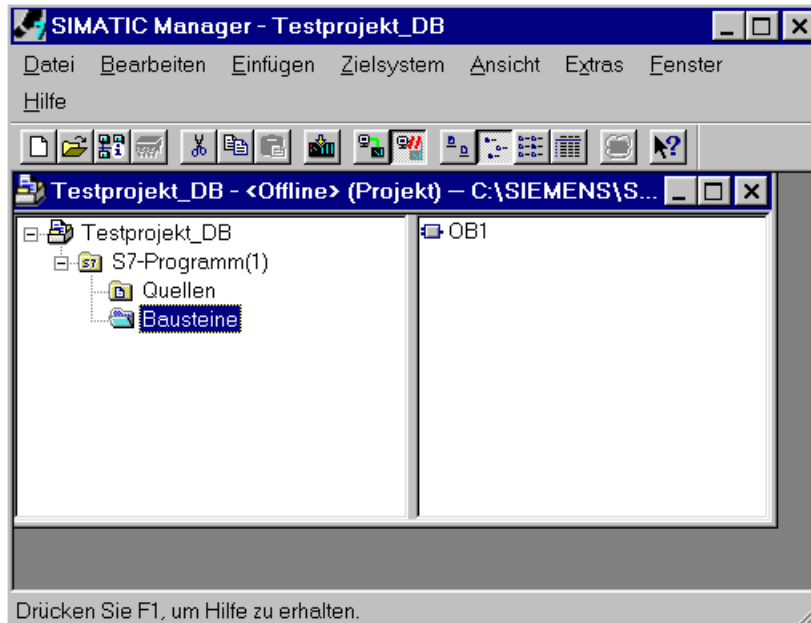 SIMATIC Manager - Testprojekt_DB
Datei Bearbeiten Einfügen Zielsystem Ansicht Extras Fenster
Hilfe
Testprojekt_DB - <Offline> (Projekt) -- C:\SIEMENS\S...
Testprojekt_DB
S7-Programm(1)
Quellen
Bausteine
OB1
Drücken Sie F1, um Hilfe zu erhalten.